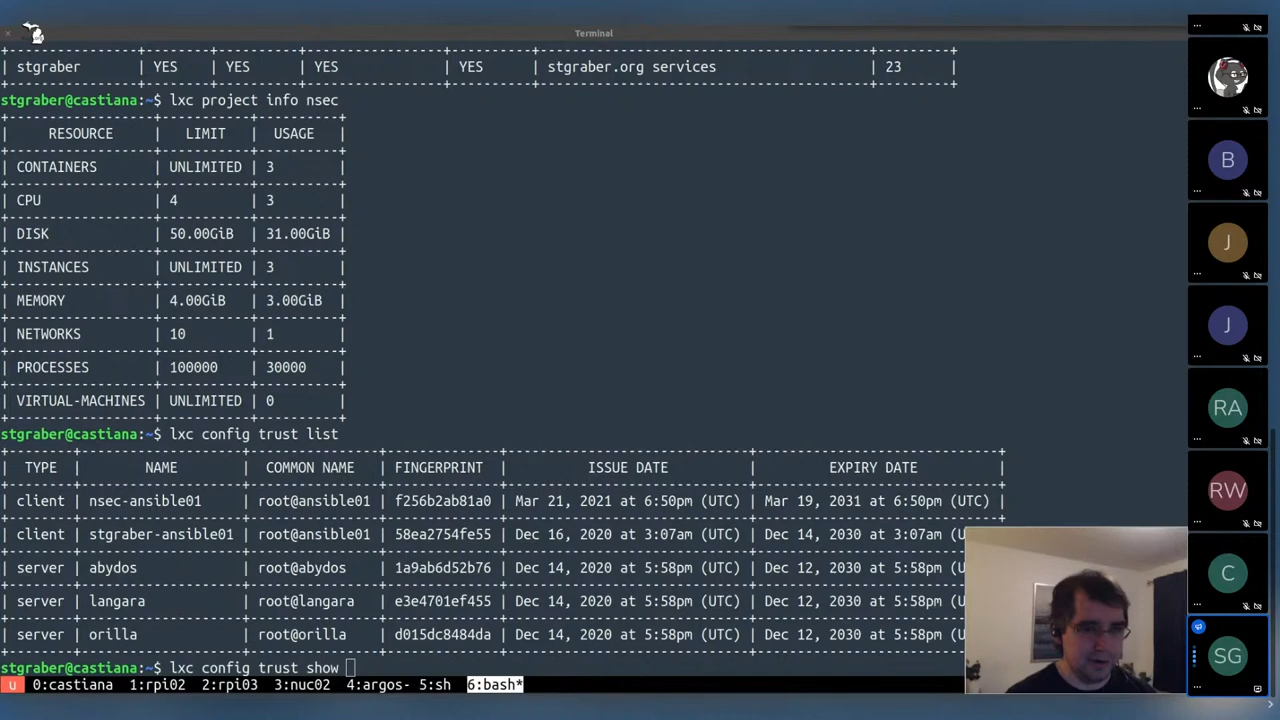 Terminal
| stgraber | YES | YES | YES | YES | stgraber.org services | 23 |
stgraber@castiana:~$ lxc project info nsec
| RESOURCE | LIMIT | USAGE |
| CONTAINERS | UNLIMITED | 3 |
| CPU | 4 | 3 |
| DISK | 50.00GiB | 31.00GiB |
| INSTANCES | UNLIMITED | 3 |
| MEMORY | 4.00GiB | 3.00GiB |
| NETWORKS | 10 | 1 |
| PROCESSES | 100000 | 30000 |
| VIRTUAL-MACHINES | UNLIMITED | 0 |
stgraber@castiana:~$ lxc config trust list
| TYPE | NAME | COMMON NAME | FINGERPRINT | ISSUE DATE | EXPIRY DATE |
| client | nsec-ansible01 | root@ansible01 | f256b2ab81a0 | Mar 21, 2021 at 6:50pm (UTC) | Mar 19, 2031 at 6:50pm (UTC) |
| client | stgraber-ansible01 | root@ansible01 | 58ea2754fe55 | Dec 16, 2020 at 3:07am (UTC) | Dec 14, 2030 at 3:07am (U
| server | abydos | root@abydos | 1a9ab6d52b76 | Dec 14, 2020 at 5:58pm (UTC) | Dec 12, 2030 at 5:58pm (U
| server | langara | root@langara | e3e4701ef455 | Dec 14, 2020 at 5:58pm (UTC) | Dec 12, 2030 at 5:58pm (U
| server | orilla | root@orilla | d015dc8484da | Dec 14, 2020 at 5:58pm (UTC) | Dec 12, 2030 at 5:58pm (U
stgraber@castiana:~$ lxc config trust show
u 0:castiana 1:rpi02 2:rpi03 3:nuc02 4:argos- 5:sh 6:bash*
B
J
J
RA
RW
C
SG